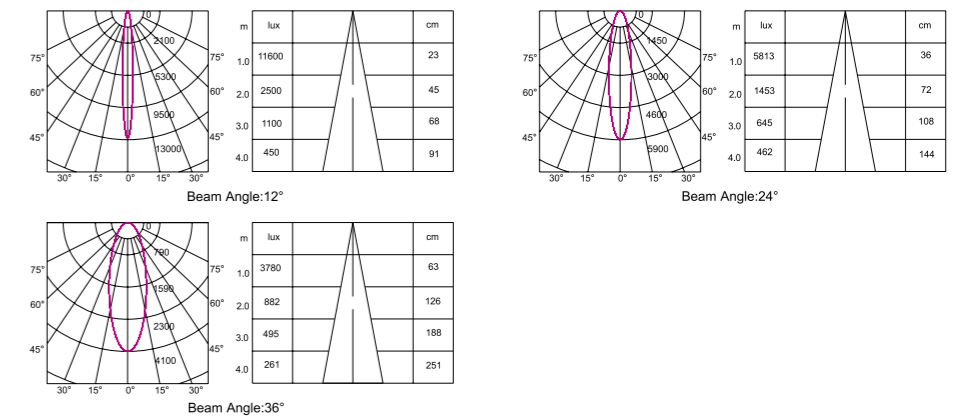 0
2100
5300
9500
13000
75° 75°
60° 60°
45° 45°
30° 15° 0° 15° 30°
m lux cm
1.0 11600 23
2.0 2500 45
3.0 1100 68
4.0 450 91
Beam Angle:12°
0
1450
3000
4600
5900
75° 75°
60° 60°
45° 45°
30° 15° 0° 15° 30°
m lux cm
1.0 5813 36
2.0 1453 72
3.0 645 108
4.0 462 144
Beam Angle:24°
0
790
1590
2300
4100
75° 75°
60° 60°
45° 45°
30° 15° 0° 15° 30°
m lux cm
1.0 3780 63
2.0 882 126
3.0 495 188
4.0 261 251
Beam Angle:36°